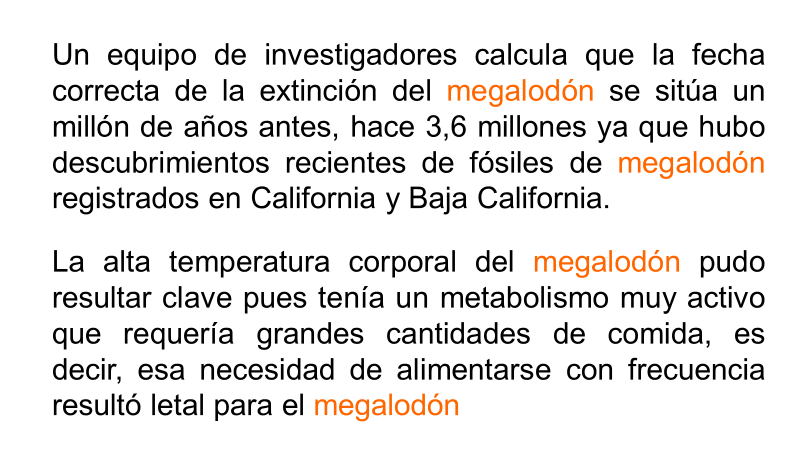 Un equipo de investigadores calcula que la fecha
correcta de la extinción del megalodón se sitúa un
millón de años antes, hace 3,6 millones ya que hubo
descubrimientos recientes de fósiles de megalodón
registrados en California y Baja California.
La alta temperatura corporal del megalodón pudo
resultar clave pues tenía un metabolismo muy activo
que requería grandes cantidades de comida, es
decir, esa necesidad de alimentarse con frecuencia
resultó letal para el megalodón